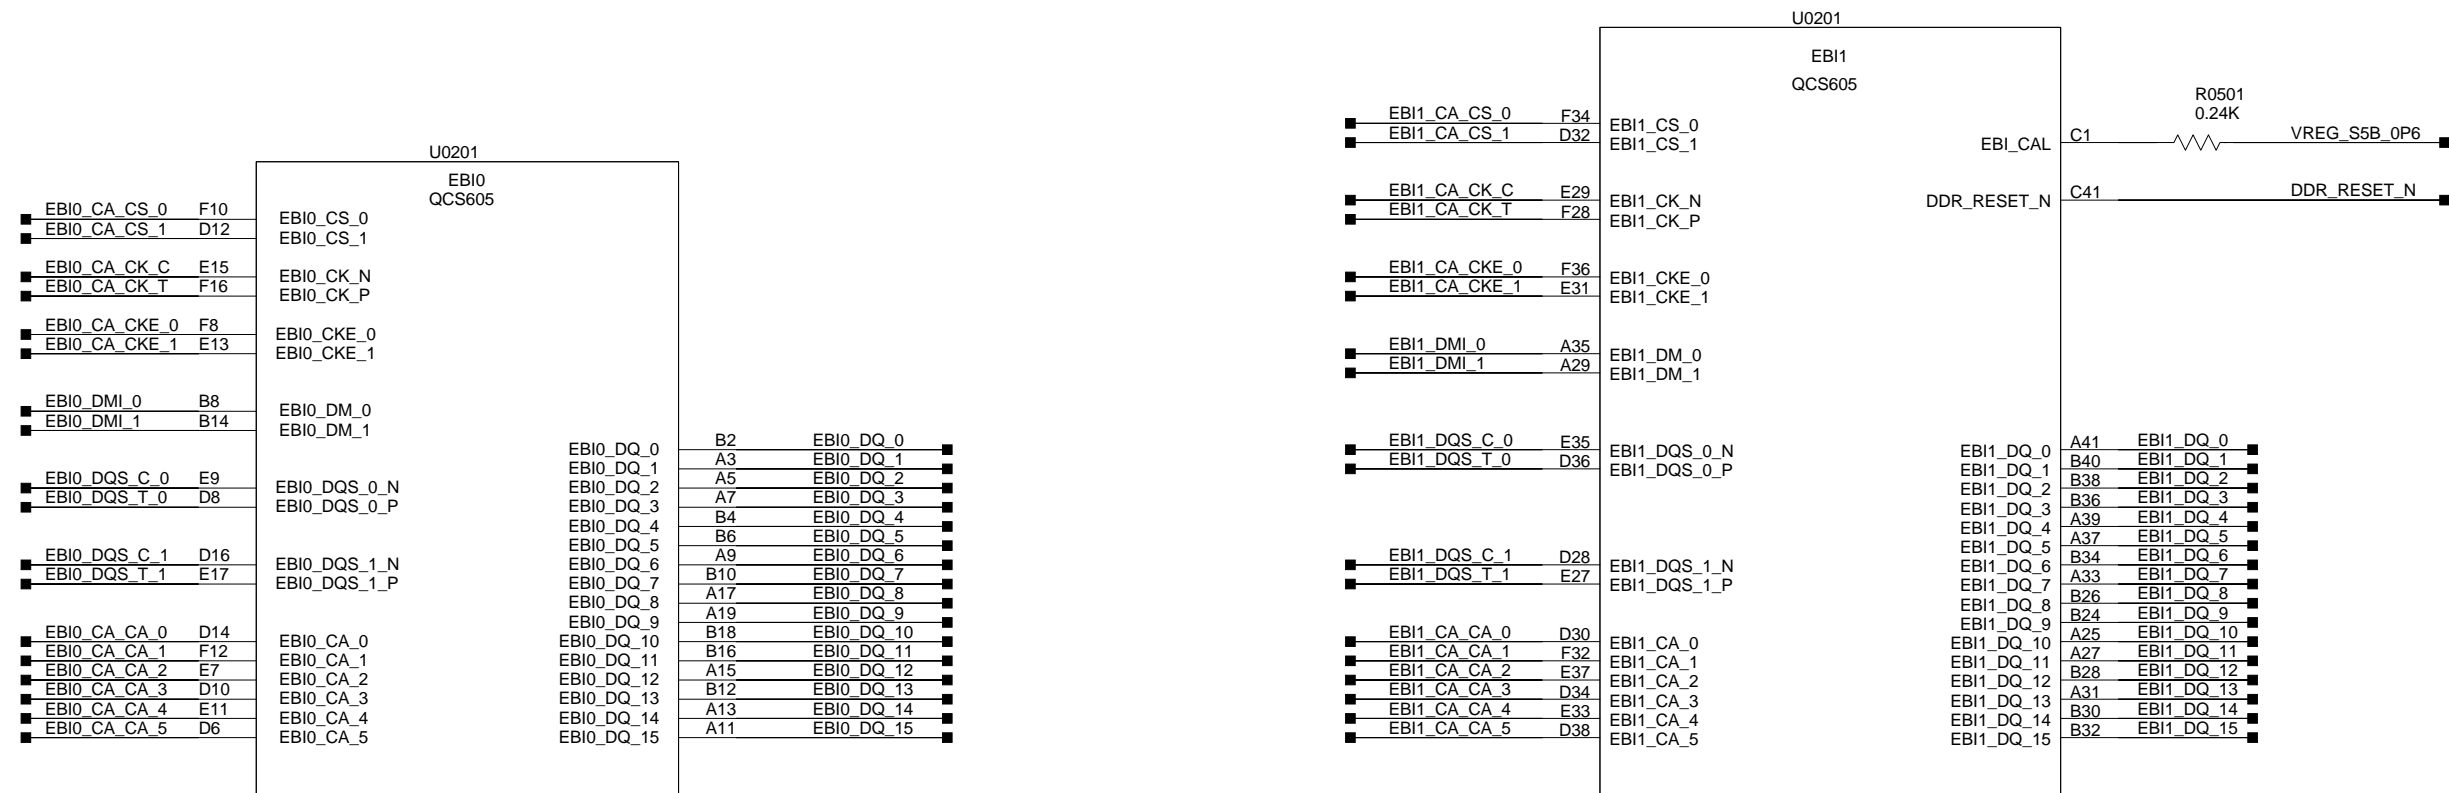 U0201
EBI0
QCS605
EBI0_CA_CS_0 F10 EBI0_CS_0
EBI0_CA_CS_1 D12 EBI0_CS_1
EBI0_CA_CK_C E15 EBI0_CK_N
EBI0_CA_CK_T F16 EBI0_CK_P
EBI0_CA_CKE_0 F8 EBI0_CKE_0
EBI0_CA_CKE_1 E13 EBI0_CKE_1
EBI0_DMI_0 B8 EBI0_DM_0
EBI0_DMI_1 B14 EBI0_DM_1
EBI0_DQS_C_0 E9 EBI0_DQS_0_N
EBI0_DQS_T_0 D8 EBI0_DQS_0_P
EBI0_DQS_C_1 D16 EBI0_DQS_1_N
EBI0_DQS_T_1 E17 EBI0_DQS_1_P
EBI0_CA_CA_0 D14 EBI0_CA_0
EBI0_CA_CA_1 F12 EBI0_CA_1
EBI0_CA_CA_2 E7 EBI0_CA_2
EBI0_CA_CA_3 D10 EBI0_CA_3
EBI0_CA_CA_4 E11 EBI0_CA_4
EBI0_CA_CA_5 D6 EBI0_CA_5
EBI0_DQ_0 B2 EBI0_DQ_0
EBI0_DQ_1 A3 EBI0_DQ_1
EBI0_DQ_2 A5 EBI0_DQ_2
EBI0_DQ_3 A7 EBI0_DQ_3
EBI0_DQ_4 B4 EBI0_DQ_4
EBI0_DQ_5 B6 EBI0_DQ_5
EBI0_DQ_6 A9 EBI0_DQ_6
EBI0_DQ_7 B10 EBI0_DQ_7
EBI0_DQ_8 A17 EBI0_DQ_8
EBI0_DQ_9 A19 EBI0_DQ_9
EBI0_DQ_10 B18 EBI0_DQ_10
EBI0_DQ_11 B16 EBI0_DQ_11
EBI0_DQ_12 A15 EBI0_DQ_12
EBI0_DQ_13 B12 EBI0_DQ_13
EBI0_DQ_14 A13 EBI0_DQ_14
EBI0_DQ_15 A11 EBI0_DQ_15
U0201
EBI1
QCS605
EBI1_CA_CS_0 F34 EBI1_CS_0
EBI1_CA_CS_1 D32 EBI1_CS_1
EBI1_CA_CK_C E29 EBI1_CK_N
EBI1_CA_CK_T F28 EBI1_CK_P
EBI1_CA_CKE_0 F36 EBI1_CKE_0
EBI1_CA_CKE_1 E31 EBI1_CKE_1
EBI1_DMI_0 A35 EBI1_DM_0
EBI1_DMI_1 A29 EBI1_DM_1
EBI1_DQS_C_0 E35 EBI1_DQS_0_N
EBI1_DQS_T_0 D36 EBI1_DQS_0_P
EBI1_DQS_C_1 D28 EBI1_DQS_1_N
EBI1_DQS_T_1 E27 EBI1_DQS_1_P
EBI1_CA_CA_0 D30 EBI1_CA_0
EBI1_CA_CA_1 F32 EBI1_CA_1
EBI1_CA_CA_2 E37 EBI1_CA_2
EBI1_CA_CA_3 D34 EBI1_CA_3
EBI1_CA_CA_4 E33 EBI1_CA_4
EBI1_CA_CA_5 D38 EBI1_CA_5
R0501
0.24K
EBI_CAL C1 VREG_S5B_0P6
DDR_RESET_N C41 DDR_RESET_N
EBI1_DQ_0 A41 EBI1_DQ_0
EBI1_DQ_1 B40 EBI1_DQ_1
EBI1_DQ_2 B38 EBI1_DQ_2
EBI1_DQ_3 B36 EBI1_DQ_3
EBI1_DQ_4 A39 EBI1_DQ_4
EBI1_DQ_5 A37 EBI1_DQ_5
EBI1_DQ_6 B34 EBI1_DQ_6
EBI1_DQ_7 A33 EBI1_DQ_7
EBI1_DQ_8 B26 EBI1_DQ_8
EBI1_DQ_9 B24 EBI1_DQ_9
EBI1_DQ_10 A25 EBI1_DQ_10
EBI1_DQ_11 A27 EBI1_DQ_11
EBI1_DQ_12 B28 EBI1_DQ_12
EBI1_DQ_13 A31 EBI1_DQ_13
EBI1_DQ_14 B30 EBI1_DQ_14
EBI1_DQ_15 B32 EBI1_DQ_15